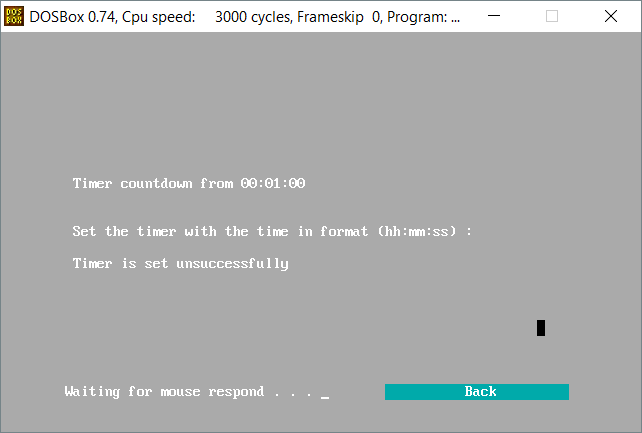 DOSBox 0.74, Cpu speed: 3000 cycles, Frameskip 0, Program: ...
Timer countdown from 00:01:00
Set the timer with the time in format (hh:mm:ss) :
Timer is set unsuccessfully
Waiting for mouse respond . . . _
Back